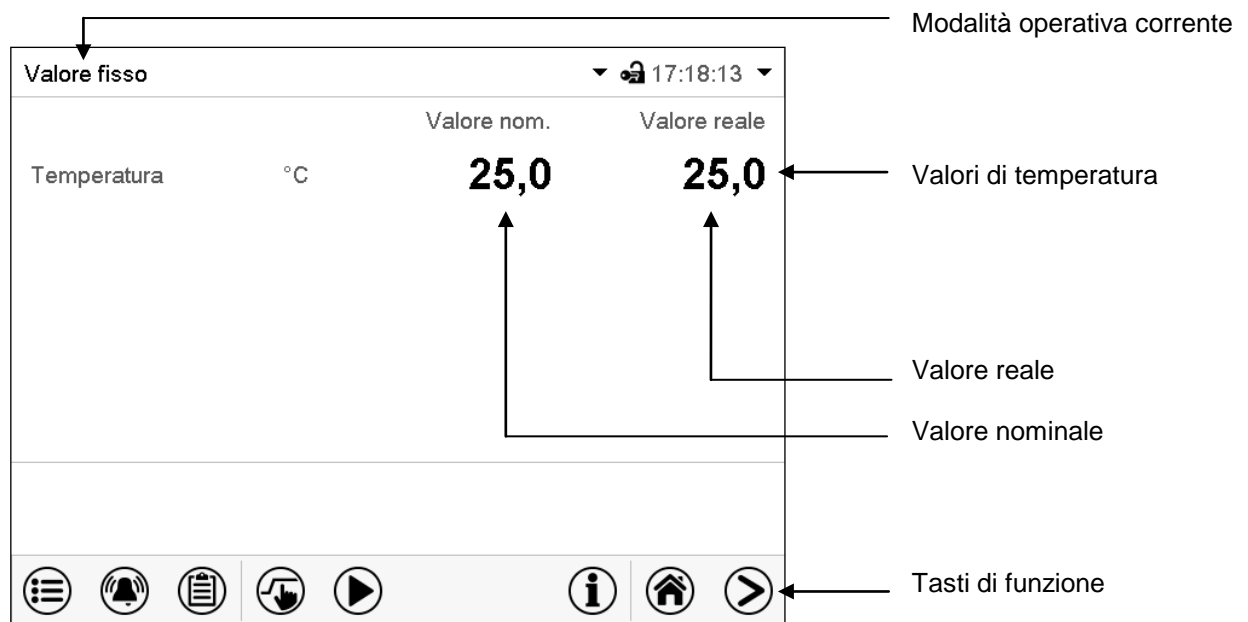 Modalità operativa corrente
Valore fisso
17:18:13
Valore nom.
Valore reale
Temperatura °C 25,0 25,0
Valori di temperatura
Valore reale
Valore nominale
Tasti di funzione